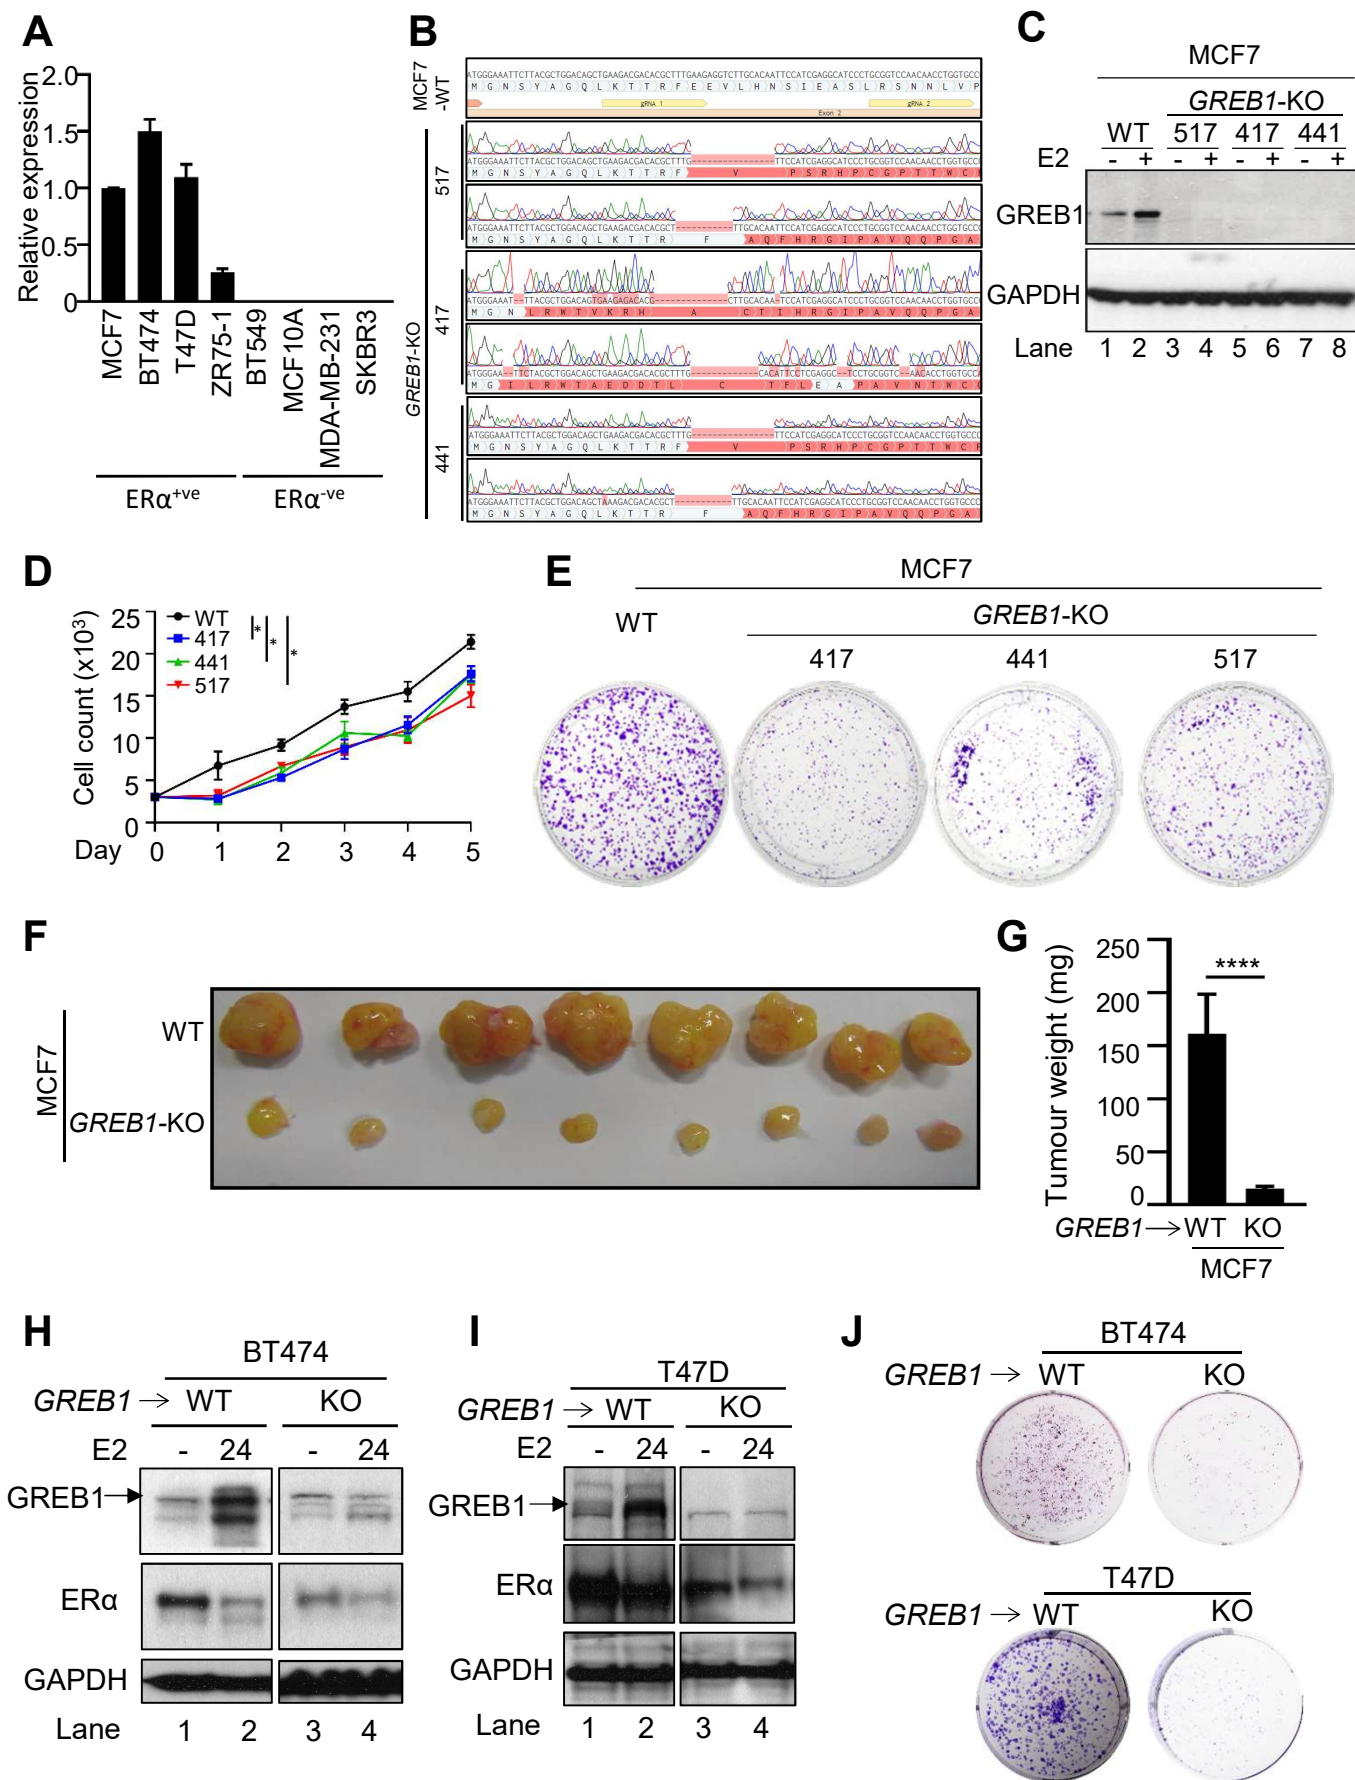 A
Relative expression
2.0
1.5
1.0
0.5
0
MCF7
BT474
T47D
ZR75-1
BT549
MCF10A
MDA-MB-231
SKBR3
ERα+ve
ERα-ve
B
MCF7
-WT
GREB1-KO
517
417
441
M G N S Y A G Q L K T T R F E E V L H N S I E A S L R S N N L V P
gRNA 1
gRNA 2
Exon 2
M G N S Y A G Q L K T T R F V P S R H P C G P T T W C
M G N S Y A G Q L K T T R F A Q F H R G I P A V Q Q P G A
M G N L R W T V K R H A C T I H R G I P A V Q Q P G A
M G I L R W T A E D D T L C T F L E A P A V N T W C
M G N S Y A G Q L K T T R F V P S R H P C G P T T W C
M G N S Y A G Q L K T T R F A Q F H R G I P A V Q Q P G A
C
MCF7
GREB1-KO
WT 517 417 441
E2 - + - + - + - +
GREB1
GAPDH
Lane 1 2 3 4 5 6 7 8
D
Cell count (x10³)
25
20
15
10
5
0
WT
417
441
517
* * *
Day 0 1 2 3 4 5
E
MCF7
WT
GREB1-KO
417 441 517
F
MCF7
WT
GREB1-KO
G
Tumour weight (mg)
250
200
150
100
50
0
****
GREB1 → WT KO
MCF7
H
BT474
GREB1 → WT KO
E2 - 24 - 24
GREB1
ERα
GAPDH
Lane 1 2 3 4
I
T47D
GREB1 → WT KO
E2 - 24 - 24
GREB1
ERα
GAPDH
Lane 1 2 3 4
J
BT474
GREB1 → WT KO
T47D
GREB1 → WT KO